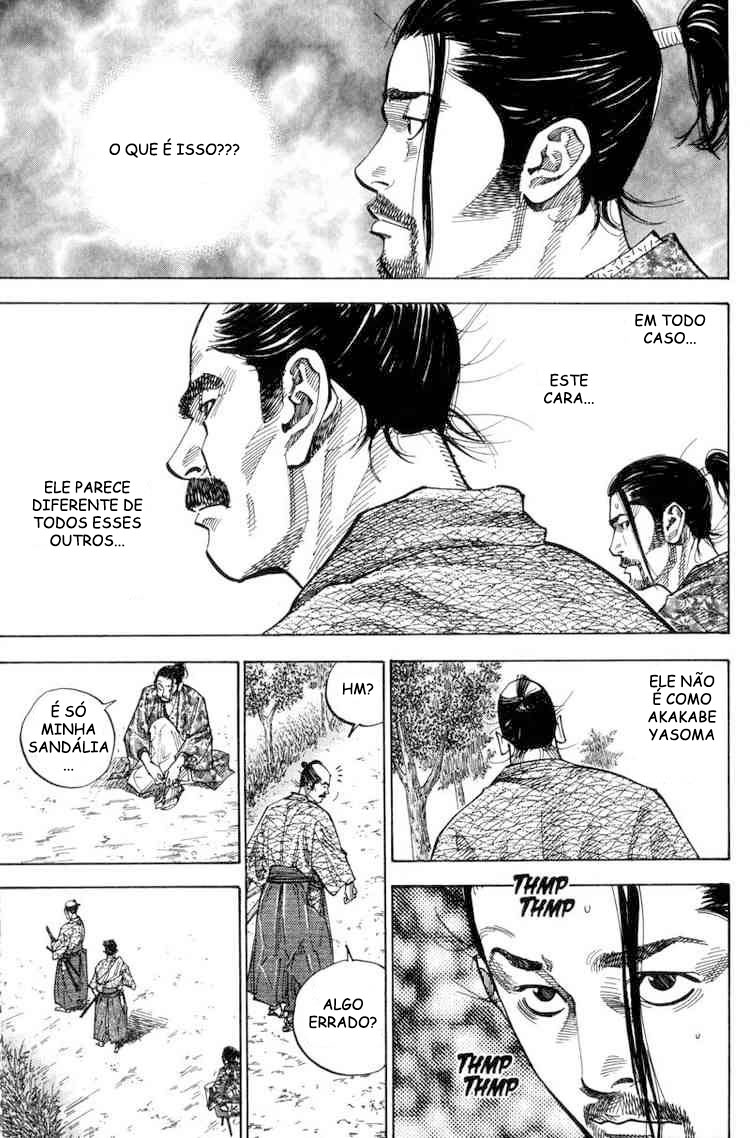 O QUE É ISSO???
EM TODO
CASO...
ESTE
CARA...
ELE PARECE
DIFERENTE DE
TODOS ESSES
OUTROS...
ELE NÃO
É COMO
AKAKABE
YASOMA
THMP
THMP
THMP
THMP
HM?
ALGO
ERRADO?
É SÓ
MINHA
SANDÁLIA
...